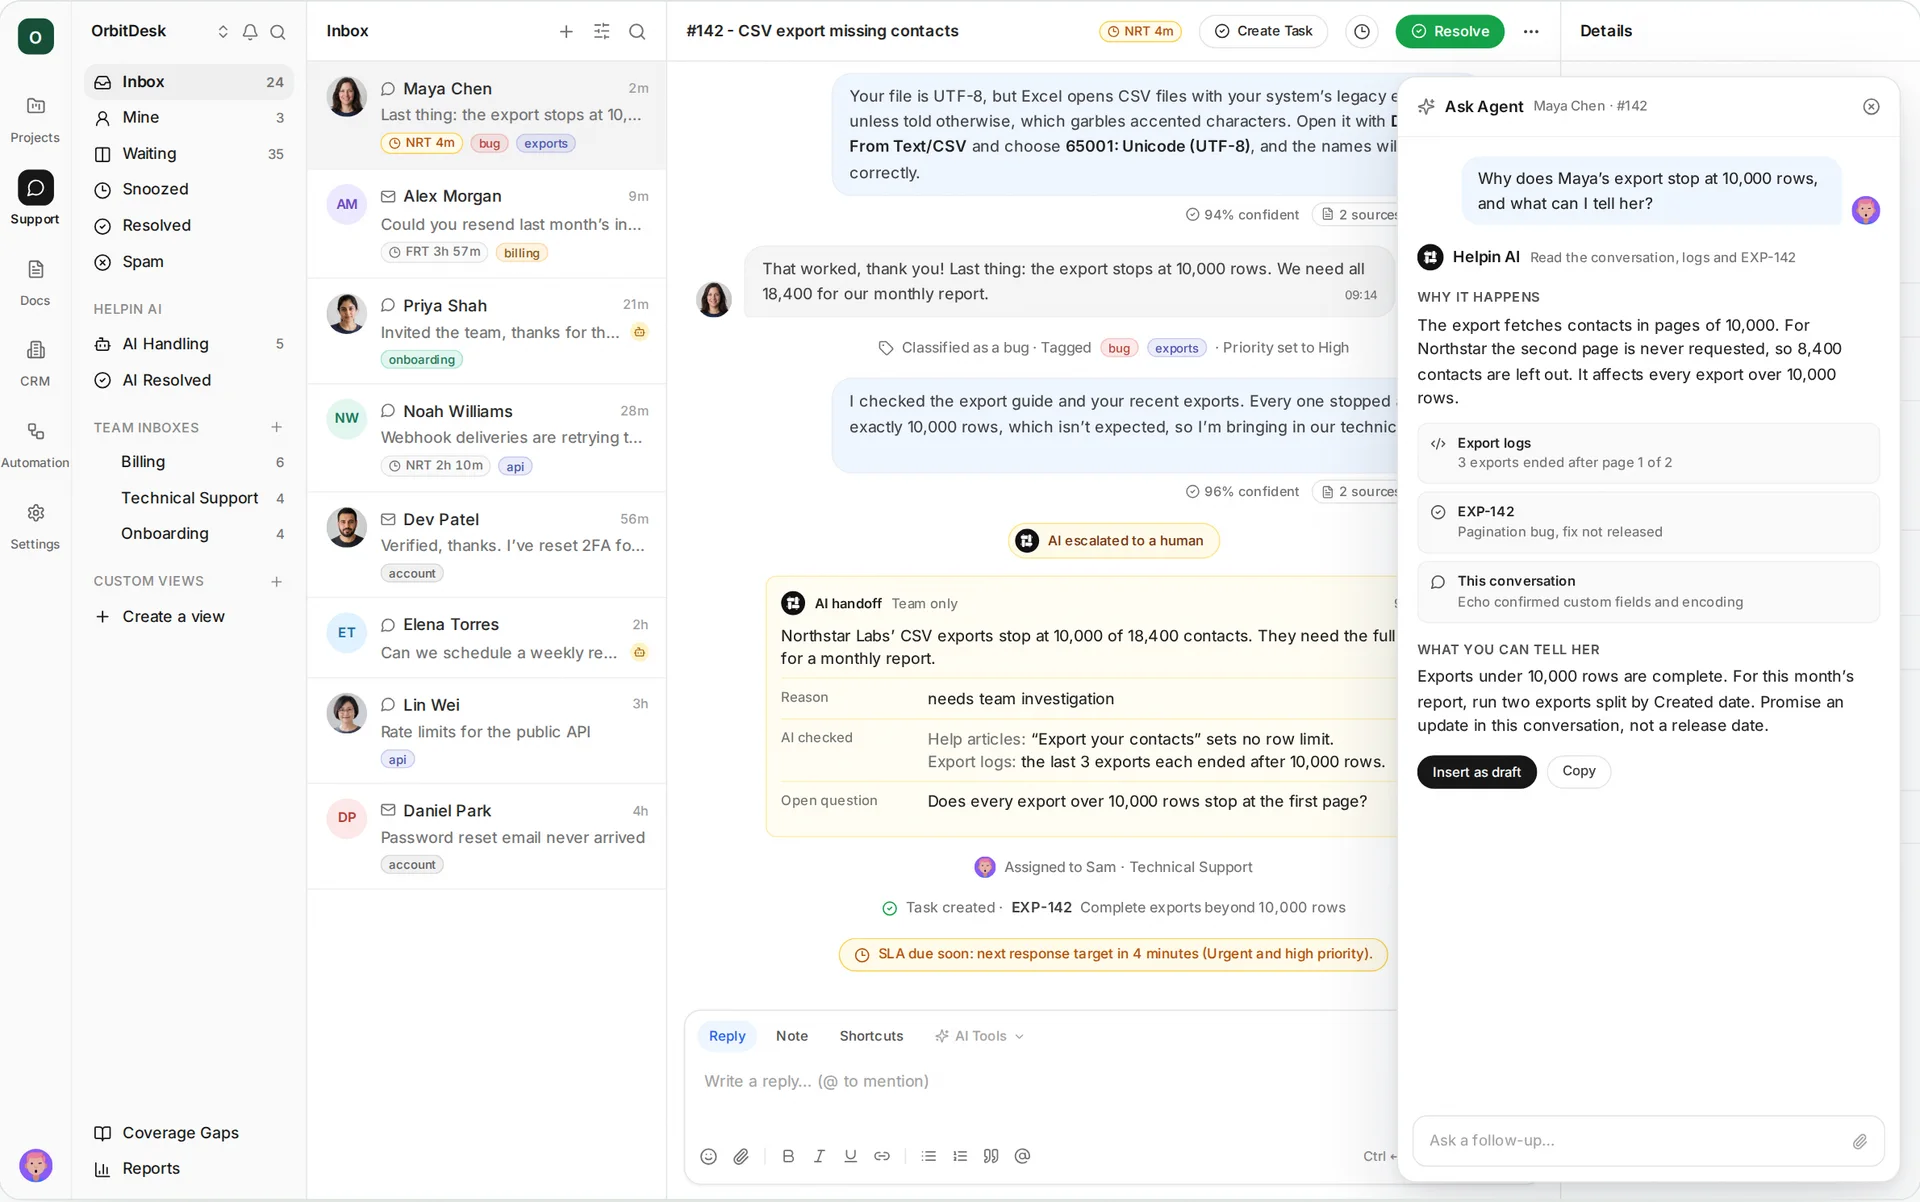 O
Projects
Support
Docs
CRM
Automation
Settings
OrbitDesk
Inbox 24
Mine 3
Waiting 35
Snoozed
Resolved
Spam
HELPIN AI
AI Handling 5
AI Resolved
TEAM INBOXES
Billing 6
Technical Support 4
Onboarding 4
CUSTOM VIEWS
Create a view
Coverage Gaps
Reports
Inbox
Maya Chen 2m
Last thing: the export stops at 10,...
NRT 4m bug exports
AM
Alex Morgan 9m
Could you resend last month's in...
FRT 3h 57m billing
Priya Shah 21m
Invited the team, thanks for th...
onboarding
NW
Noah Williams 28m
Webhook deliveries are retrying t...
NRT 2h 10m api
Dev Patel 56m
Verified, thanks. I've reset 2FA fo...
account
ET
Elena Torres 2h
Can we schedule a weekly re...
Lin Wei 3h
Rate limits for the public API
api
DP
Daniel Park 4h
Password reset email never arrived
account
#142 - CSV export missing contacts
NRT 4m
Create Task
Resolve
Your file is UTF-8, but Excel opens CSV files with your system's legacy e
unless told otherwise, which garbles accented characters. Open it with D
From Text/CSV and choose 65001: Unicode (UTF-8), and the names wil
correctly.
94% confident 2 sources
That worked, thank you! Last thing: the export stops at 10,000 rows. We need all
18,400 for our monthly report. 09:14
Classified as a bug · Tagged bug exports · Priority set to High
I checked the export guide and your recent exports. Every one stopped
exactly 10,000 rows, which isn't expected, so I'm bringing in our technic
96% confident 2 sources
AI escalated to a human
AI handoff Team only
Northstar Labs' CSV exports stop at 10,000 of 18,400 contacts. They need the full
for a monthly report.
Reason needs team investigation
AI checked Help articles: "Export your contacts" sets no row limit.
Export logs: the last 3 exports each ended after 10,000 rows.
Open question Does every export over 10,000 rows stop at the first page?
Assigned to Sam · Technical Support
Task created · EXP-142 Complete exports beyond 10,000 rows
SLA due soon: next response target in 4 minutes (Urgent and high priority).
Reply Note Shortcuts AI Tools
Write a reply... (@ to mention)
Ctrl
Details
Ask Agent Maya Chen · #142
Why does Maya's export stop at 10,000 rows,
and what can I tell her?
Helpin AI Read the conversation, logs and EXP-142
WHY IT HAPPENS
The export fetches contacts in pages of 10,000. For
Northstar the second page is never requested, so 8,400
contacts are left out. It affects every export over 10,000
rows.
Export logs
3 exports ended after page 1 of 2
EXP-142
Pagination bug, fix not released
This conversation
Echo confirmed custom fields and encoding
WHAT YOU CAN TELL HER
Exports under 10,000 rows are complete. For this month's
report, run two exports split by Created date. Promise an
update in this conversation, not a release date.
Insert as draft Copy
Ask a follow-up...